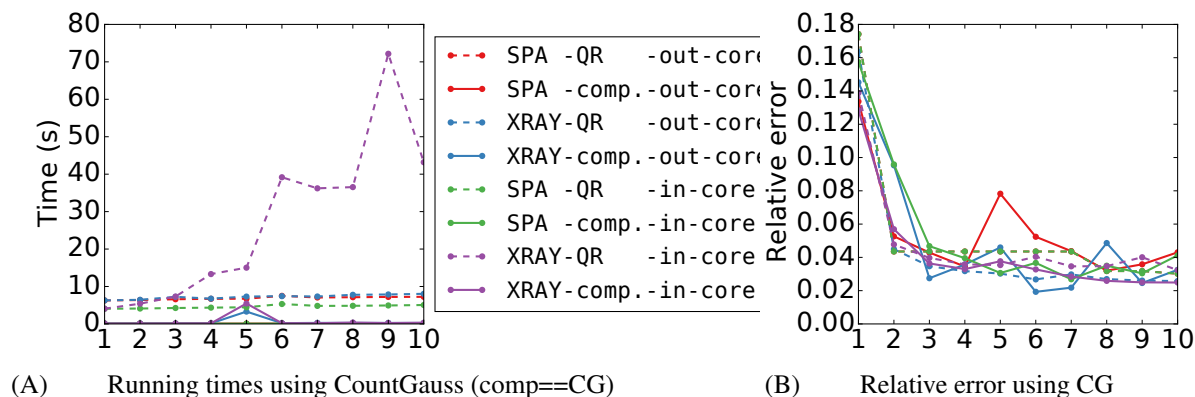 80
70
60
50
40
30
20
10
0
Time (s)
1 2 3 4 5 6 7 8 9 10
SPA -QR -out-core
SPA -comp.-out-core
XRAY-QR -out-core
XRAY-comp.-out-core
SPA -QR -in-core
SPA -comp.-in-core
XRAY-QR -in-core
XRAY-comp.-in-core
0.18
0.16
0.14
0.12
0.10
0.08
0.06
0.04
0.02
0.00
Relative error
1 2 3 4 5 6 7 8 9 10
(A) Running times using CountGauss (comp==CG)
(B) Relative error using CG